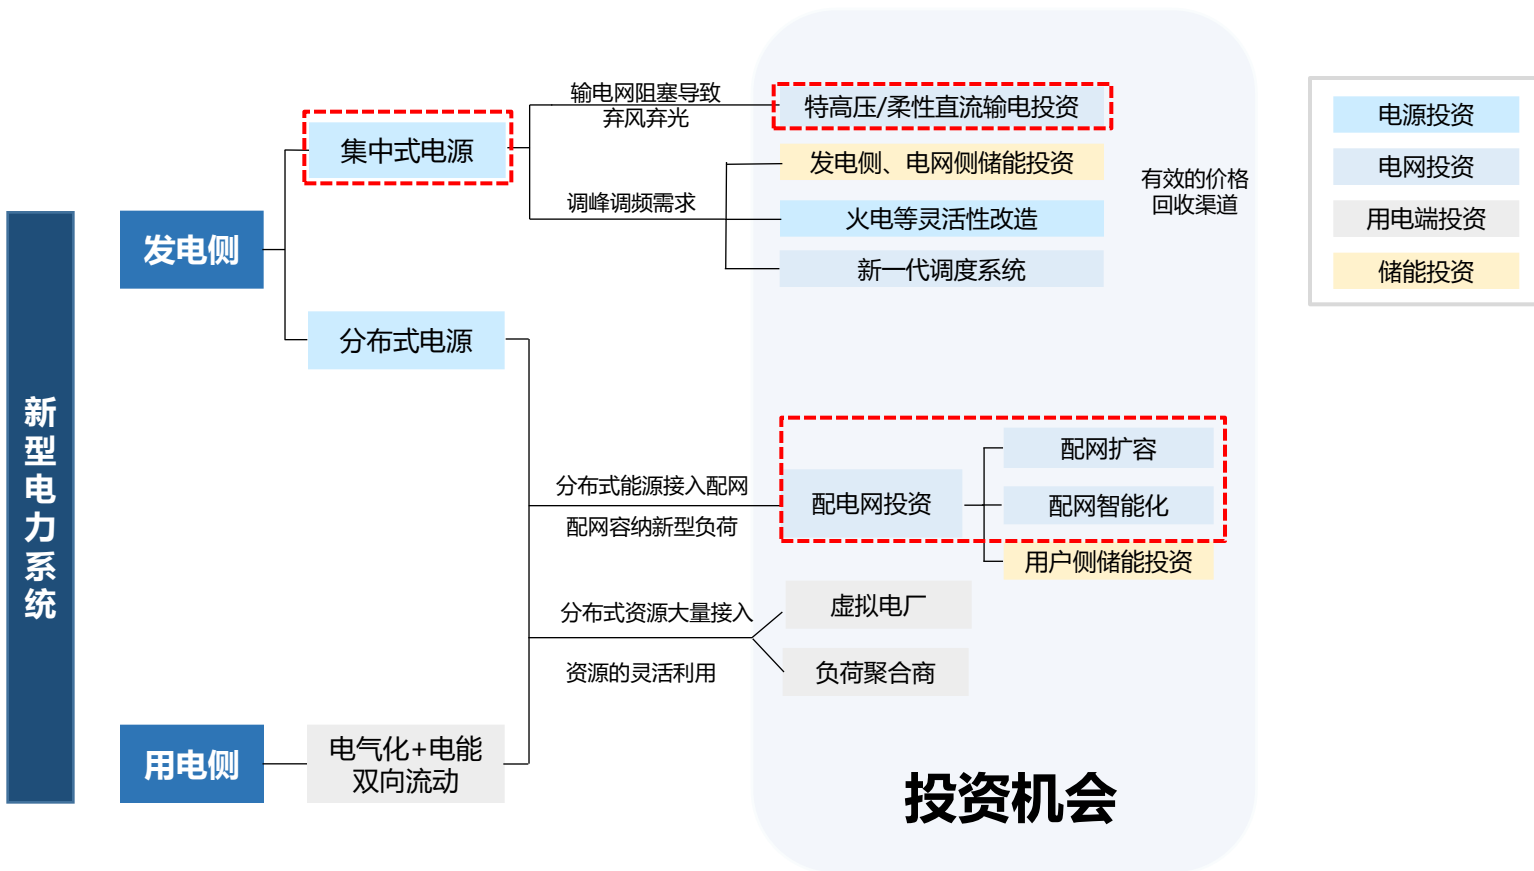 新型电力系统
发电侧
用电侧
集中式电源
分布式电源
电气化+电能
双向流动
输电网阻塞导致
弃风弃光
调峰调频需求
分布式能源接入配网
配网容纳新型负荷
分布式资源大量接入
资源的灵活利用
特高压/柔性直流输电投资
发电侧、电网侧储能投资
火电等灵活性改造
新一代调度系统
有效的价格
回收渠道
配电网投资
配网扩容
配网智能化
用户侧储能投资
虚拟电厂
负荷聚合商
投资机会
电源投资
电网投资
用电端投资
储能投资